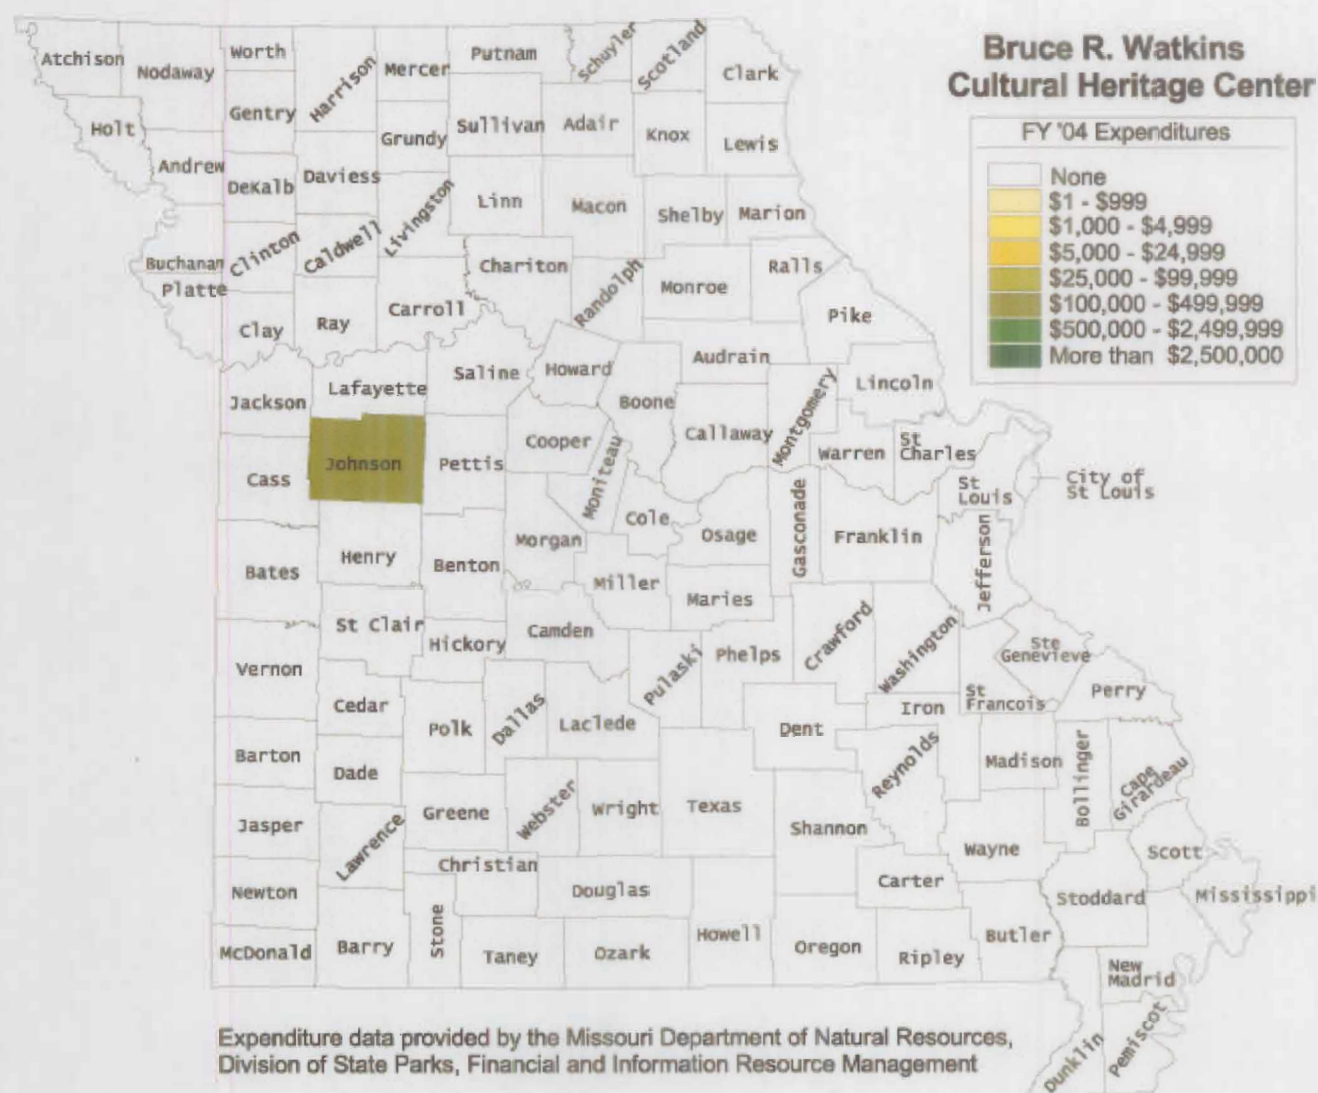 Bruce R. Watkins
Cultural Heritage Center
FY '04 Expenditures
None
$1 - $999
$1,000 - $4,999
$5,000 - $24,999
$25,000 - $99,999
$100,000 - $499,999
$500,000 - $2,499,999
More than $2,500,000
Atchison
Nodaway
Worth
Harrison
Mercer
Putnam
Schuyler
Scotland
Clark
Holt
Gentry
Grundy
Sullivan
Adair
Knox
Lewis
Andrew
DeKalb
Daviess
Livingston
Linn
Macon
Shelby
Marion
Buchanan
Clinton
Caldwell
Chariton
Randolph
Monroe
Ralls
Platte
Clay
Ray
Carroll
Pike
Jackson
Lafayette
Saline
Howard
Boone
Audrain
Montgomery
Lincoln
Cass
Johnson
Pettis
Cooper
Moniteau
Callaway
Warren
St
Charles
St
Louis
City of
St Louis
Bates
Henry
Benton
Morgan
Cole
Miller
Osage
Maries
Gasconade
Franklin
Jefferson
Vernon
St Clair
Hickory
Camden
Pulaski
Phelps
Crawford
Washington
Ste
Genevieve
St
Francois
Perry
Cedar
Polk
Dallas
Laclede
Dent
Iron
Reynolds
Madison
Bollinger
Cape
Girardeau
Barton
Dade
Greene
Webster
Wright
Texas
Shannon
Wayne
Scott
Jasper
Lawrence
Christian
Douglas
Carter
Stoddard
Mississippi
Newton
McDonald
Barry
Stone
Taney
Ozark
Howell
Oregon
Ripley
Butler
New
Madrid
Dunklin
Pemiscot
Expenditure data provided by the Missouri Department of Natural Resources,
Division of State Parks, Financial and Information Resource Management